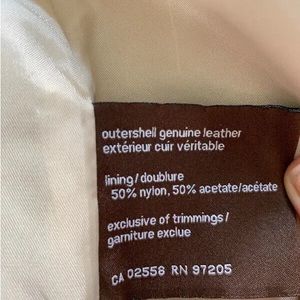 outershell genuine leather
extérieur cuir véritable
lining/doublure
50% nylon, 50% acetate/acétate
exclusive of trimmings/
garniture exclue
CA 02556 RN 97205